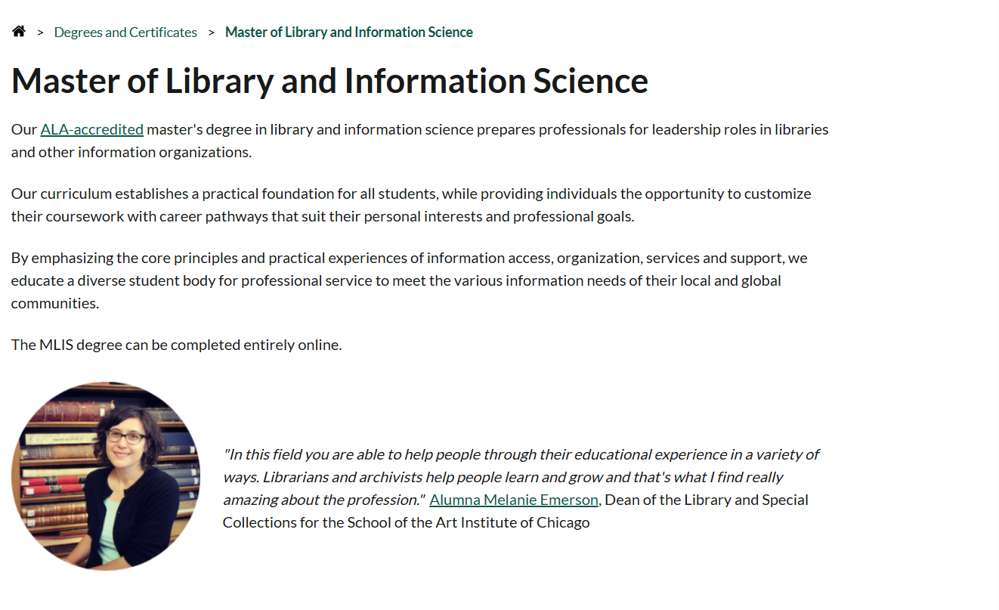 > Degrees and Certificates > Master of Library and Information Science
Master of Library and Information Science
Our ALA-accredited master's degree in library and information science prepares professionals for leadership roles in libraries
and other information organizations.
Our curriculum establishes a practical foundation for all students, while providing individuals the opportunity to customize
their coursework with career pathways that suit their personal interests and professional goals.
By emphasizing the core principles and practical experiences of information access, organization, services and support, we
educate a diverse student body for professional service to meet the various information needs of their local and global
communities.
The MLIS degree can be completed entirely online.
"In this field you are able to help people through their educational experience in a variety of
ways. Librarians and archivists help people learn and grow and that's what I find really
amazing about the profession." Alumna Melanie Emerson, Dean of the Library and Special
Collections for the School of the Art Institute of Chicago